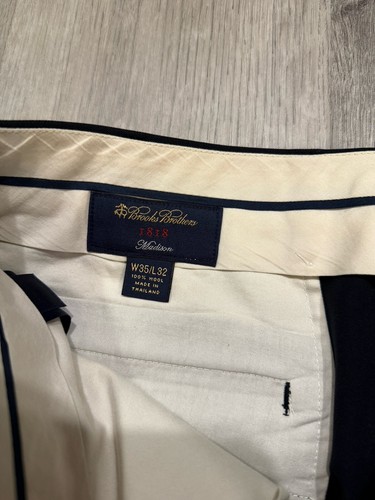 Brooks Brothers
1818
Madison
W35/L32
100% WOOL
MADE IN
THAILAND